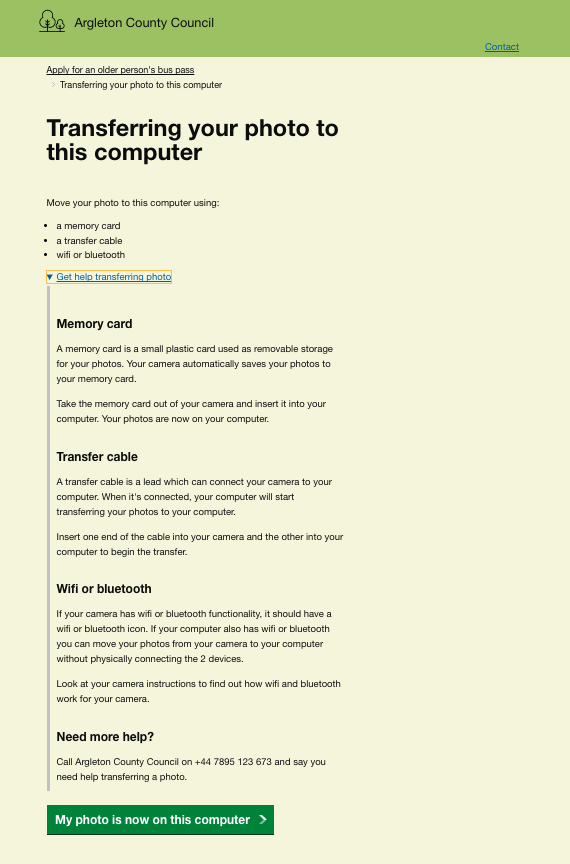 Argleton County Council
Contact
Apply for an older person's bus pass
Transferring your photo to this computer
Transferring your photo to
this computer
Move your photo to this computer using:
a memory card
a transfer cable
wifi or bluetooth
Get help transferring photo
Memory card
A memory card is a small plastic card used as removable storage
for your photos. Your camera automatically saves your photos to
your memory card.
Take the memory card out of your camera and insert it into your
computer. Your photos are now on your computer.
Transfer cable
A transfer cable is a lead which can connect your camera to your
computer. When it's connected, your computer will start
transferring your photos to your computer.
Insert one end of the cable into your camera and the other into your
computer to begin the transfer.
Wifi or bluetooth
If your camera has wifi or bluetooth functionality, it should have a
wifi or bluetooth icon. If your computer also has wifi or bluetooth
you can move your photos from your camera to your computer
without physically connecting the 2 devices.
Look at your camera instructions to find out how wifi and bluetooth
work for your camera.
Need more help?
Call Argleton County Council on +44 7895 123 673 and say you
need help transferring a photo.
My photo is now on this computer